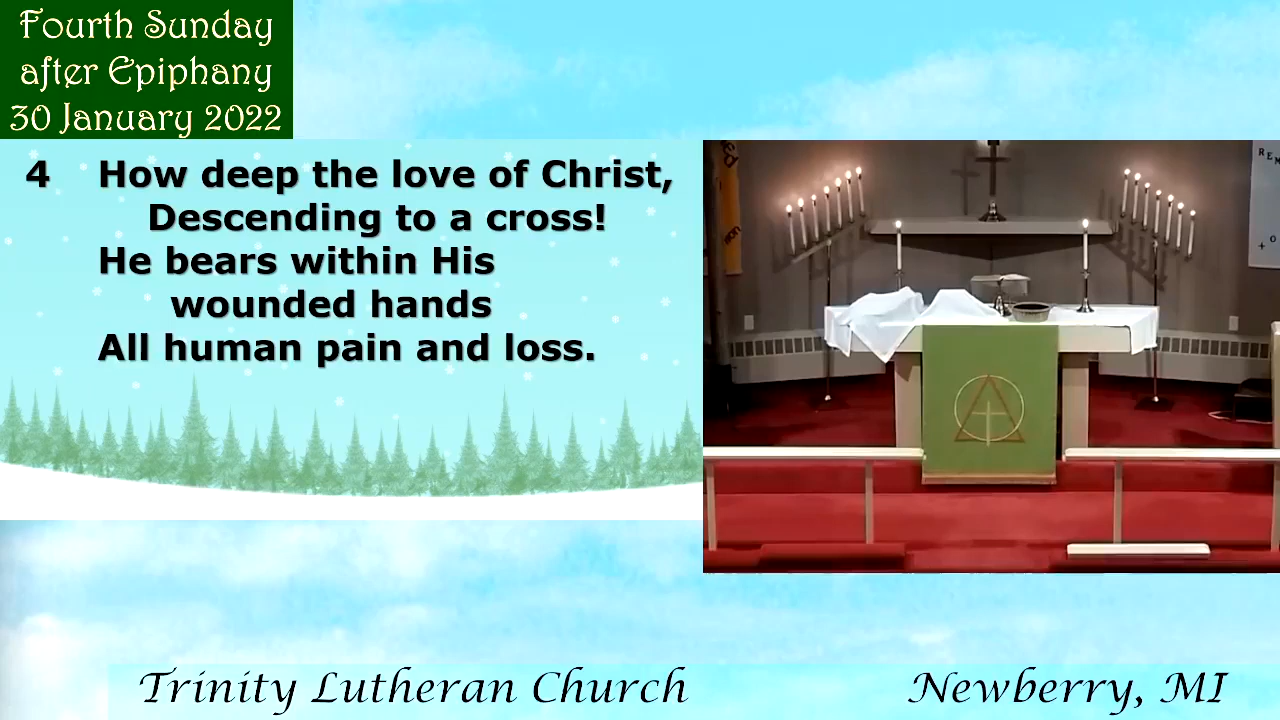 Fourth Sunday
after Epiphany
30 January 2022
4 How deep the love of Christ,
Descending to a cross!
He bears within His
wounded hands
All human pain and loss.
Trinity Lutheran Church
Newberry, MI